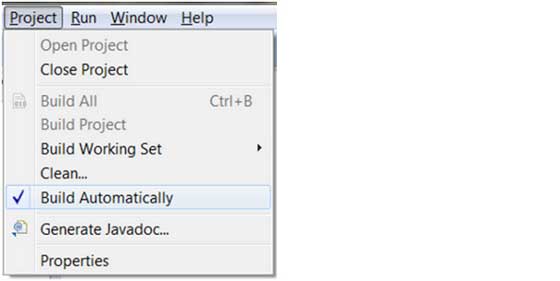 Project Run Window Help
Open Project
Close Project
Build All Ctrl+B
Build Project
Build Working Set
Clean...
Build Automatically
Generate Javadoc...
Properties